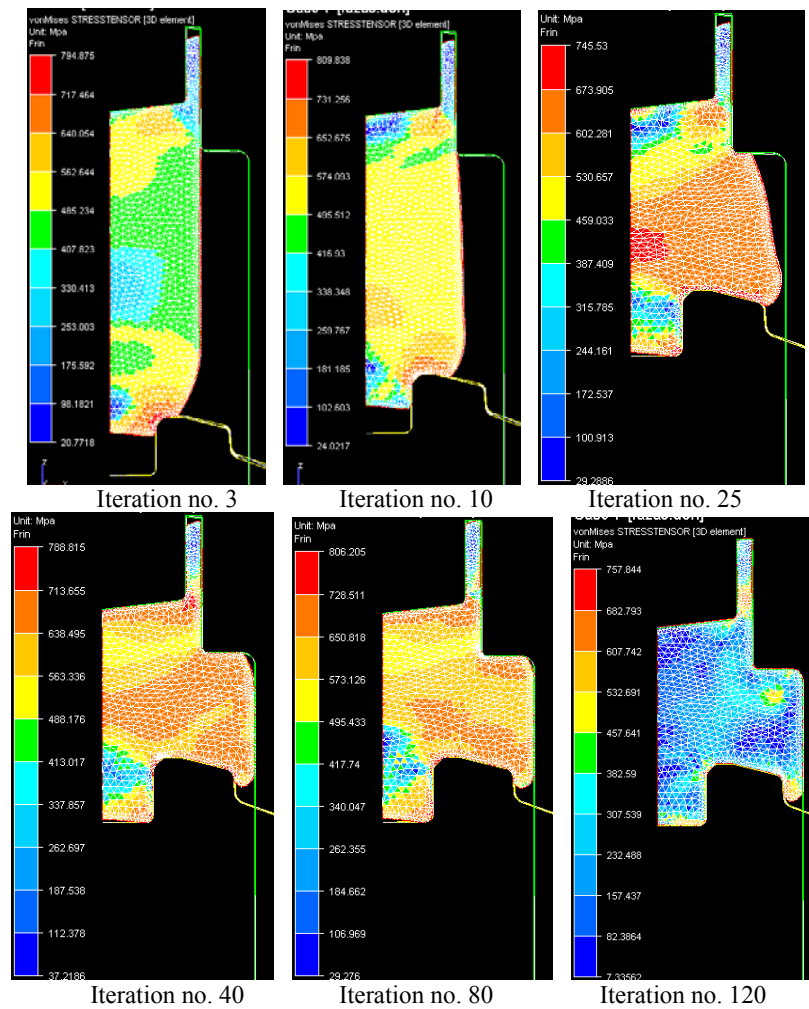 vonMises STRESSTENSOR [3D element]
Unit: Mpa
Frin
794.875
717.464
640.054
562.644
485.234
407.823
330.413
253.003
175.592
98.1821
20.7718
Z
Iteration no. 3
vonMises STRESSTENSOR [3D element]
Unit: Mpa
Frin
809.838
731.256
652.675
574.093
495.512
416.93
338.348
259.767
181.185
102.603
24.0217
Z
Iteration no. 10
vonMises STRESSTENSOR [3D element]
Unit: Mpa
Frin
745.53
673.905
602.281
530.657
459.033
387.409
315.785
244.161
172.537
100.913
29.2886
Iteration no. 25
Unit: Mpa
Frin
788.815
713.655
638.495
563.336
488.176
413.017
337.857
262.697
187.538
112.378
37.2186
Iteration no. 40
Unit: Mpa
Frin
806.205
728.511
650.818
573.126
495.433
417.74
340.047
262.355
184.662
106.969
29.276
Iteration no. 80
vonMises STRESSTENSOR [3D element]
Unit: Mpa
Frin
757.844
682.793
607.742
532.691
457.641
382.59
307.539
232.488
157.437
82.3864
7.33562
Iteration no. 120